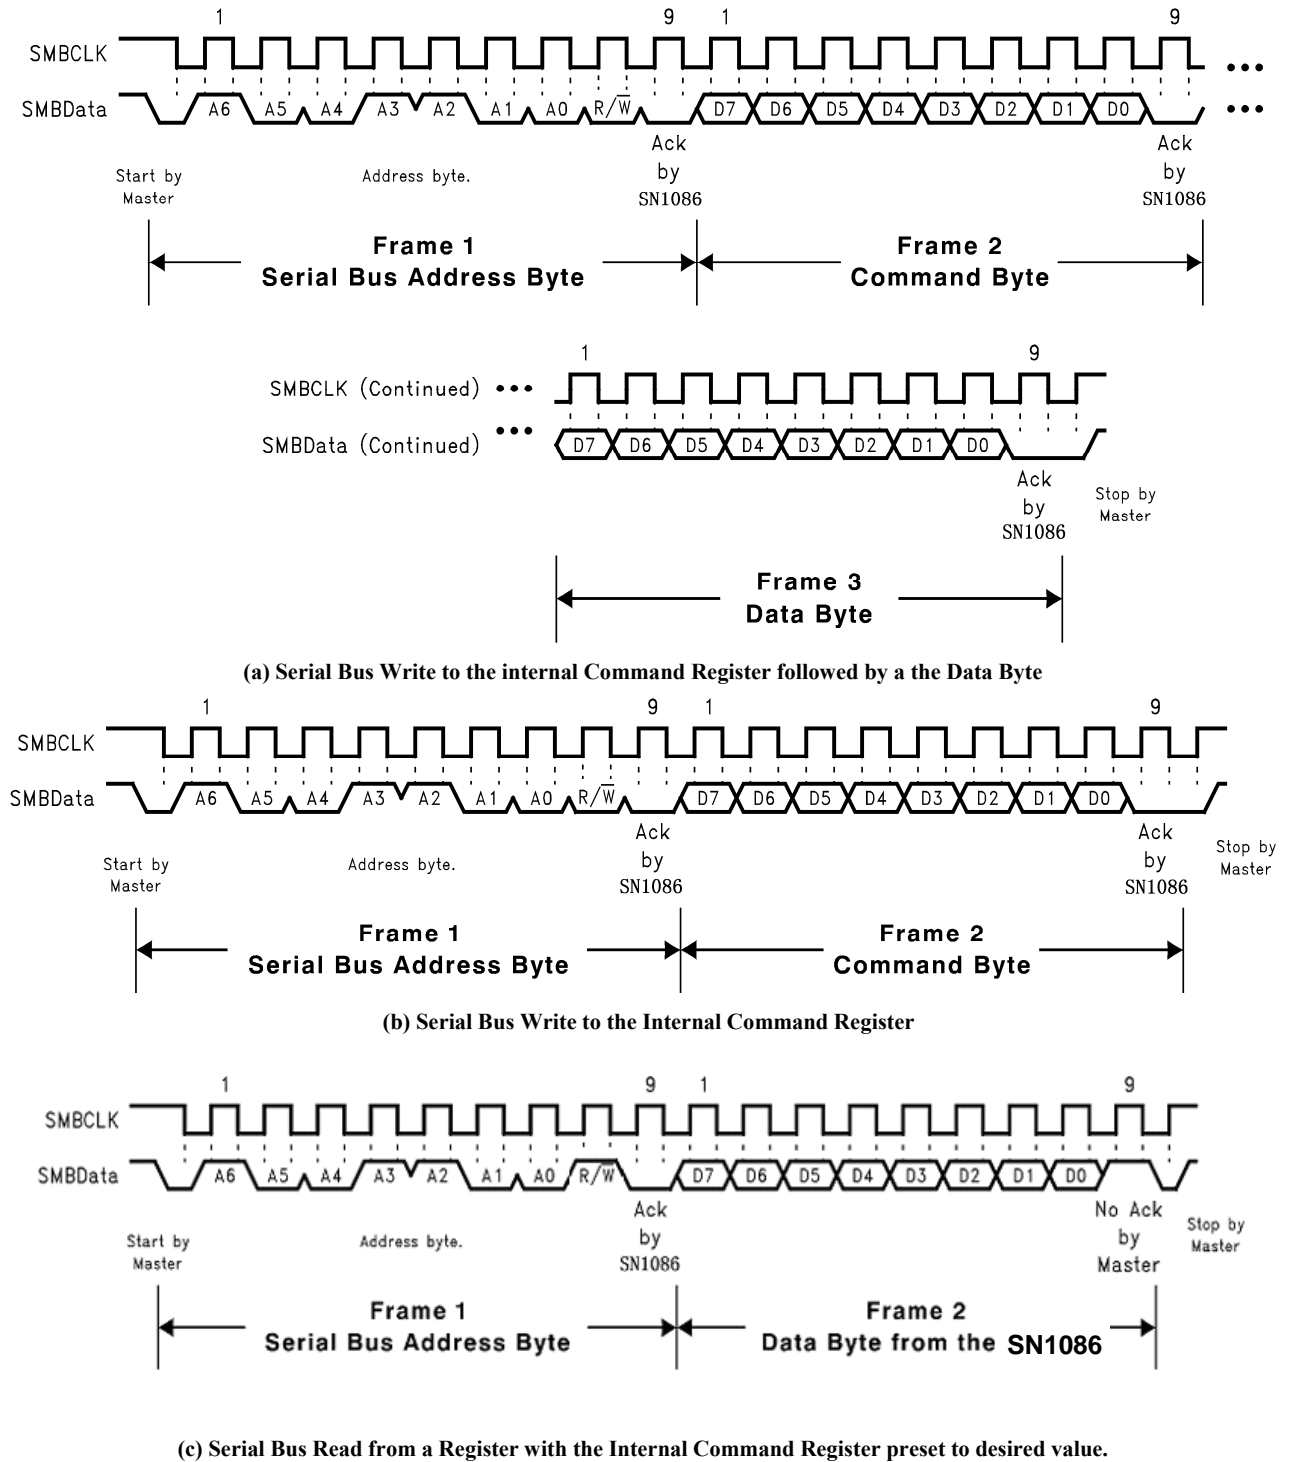 1 9 1 9
SMBCLK •••
SMBData A6 A5 A4 A3 A2 A1 A0 R/W̅ D7 D6 D5 D4 D3 D2 D1 D0 •••
Ack Ack
Start by Address byte. by by
Master SN1086 SN1086
Frame 1 Frame 2
Serial Bus Address Byte Command Byte
1 9
SMBCLK (Continued) •••
SMBData (Continued) ••• D7 D6 D5 D4 D3 D2 D1 D0
Ack Stop by
by Master
SN1086
Frame 3
Data Byte
(a) Serial Bus Write to the internal Command Register followed by a the Data Byte
1 9 1 9
SMBCLK
SMBData A6 A5 A4 A3 A2 A1 A0 R/W̅ D7 D6 D5 D4 D3 D2 D1 D0
Ack Ack Stop by
Start by Address byte. by by Master
Master SN1086 SN1086
Frame 1 Frame 2
Serial Bus Address Byte Command Byte
(b) Serial Bus Write to the Internal Command Register
1 9 1 9
SMBCLK
SMBData A6 A5 A4 A3 A2 A1 A0 R/W̅ D7 D6 D5 D4 D3 D2 D1 D0
Ack No Ack Stop by
Start by Address byte. by by Master
Master SN1086 Master
Frame 1 Frame 2
Serial Bus Address Byte Data Byte from the SN1086
(c) Serial Bus Read from a Register with the Internal Command Register preset to desired value.